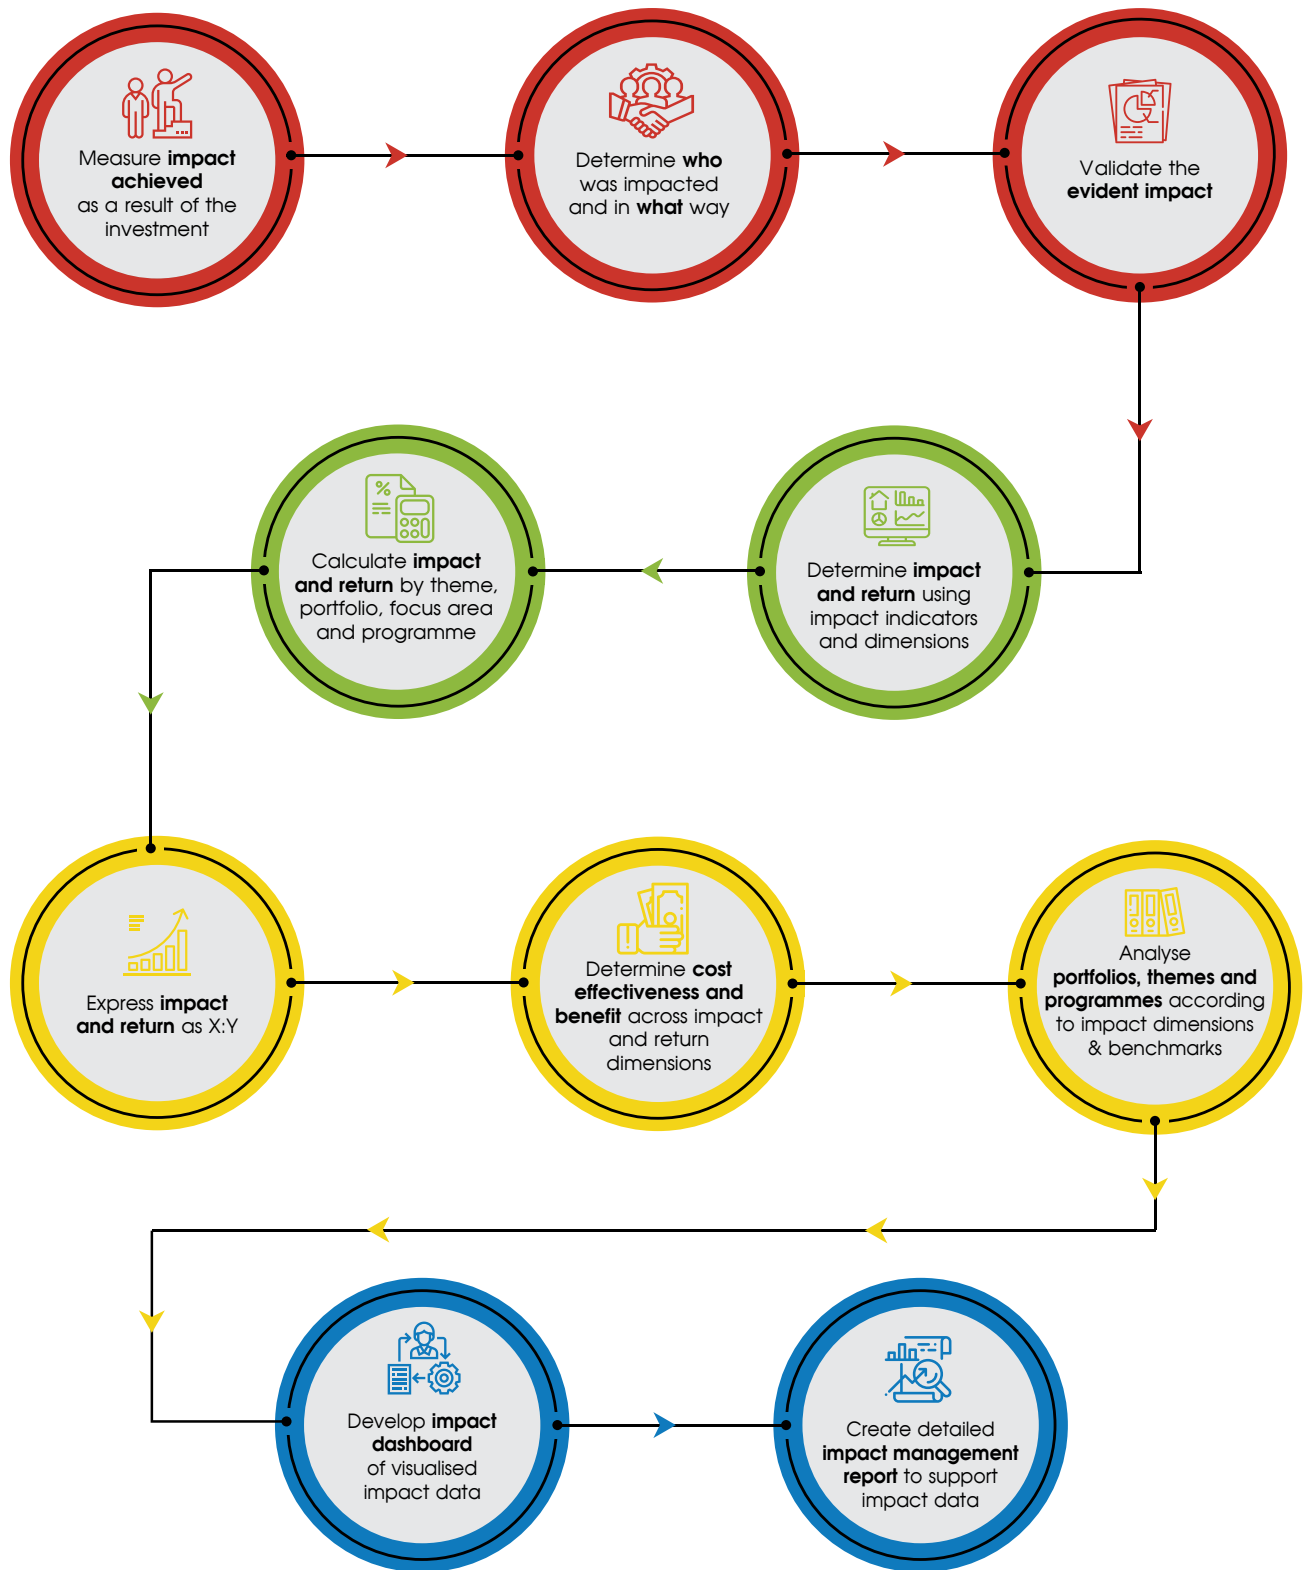 Measure impact
achieved
as a result of the
investment
Determine who
was impacted
and in what way
Validate the
evident impact
%
Determine impact
and return using
impact indicators
and dimensions
Calculate impact
and return by theme,
portfolio, focus area
and programme
Express impact
and return as X:Y
Determine cost
effectiveness and
benefit across impact
and return
dimensions
Analyse
portfolios, themes and
programmes according
to impact dimensions
& benchmarks
Develop impact
dashboard
of visualised
impact data
Create detailed
impact management
report to support
impact data